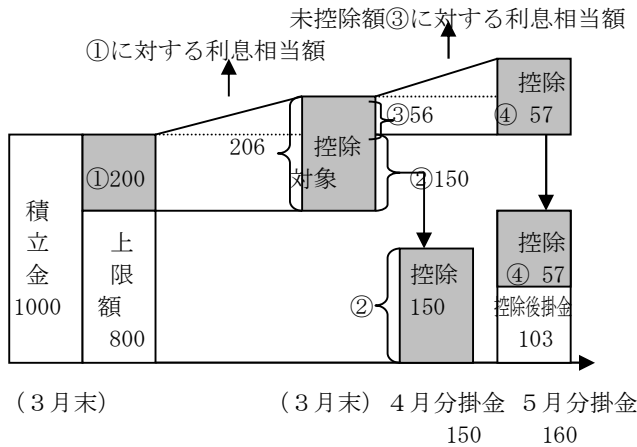 未控除額③に対する利息相当額
①に対する利息相当額
控除
③56
④ 57
206
控除
対象
①200
②150
積
立
金
1000
上
限
額
800
控除
④ 57
控除
150
②
控除後掛金
103
（３月末）
（３月末）
４月分掛金
５月分掛金
150
160